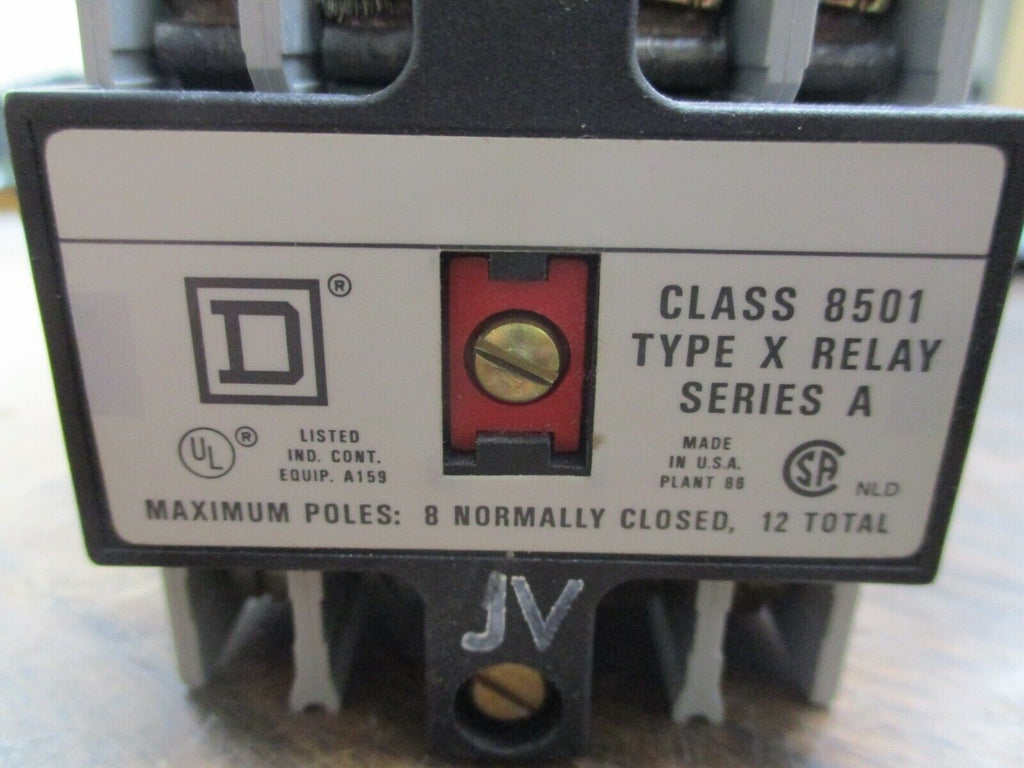 D ®
CLASS 8501
TYPE X RELAY
SERIES A
UL ®
LISTED
IND. CONT.
EQUIP. A159
MADE
IN U.S.A.
PLANT 86
SA
NLD
MAXIMUM POLES: 8 NORMALLY CLOSED, 12 TOTAL
JV